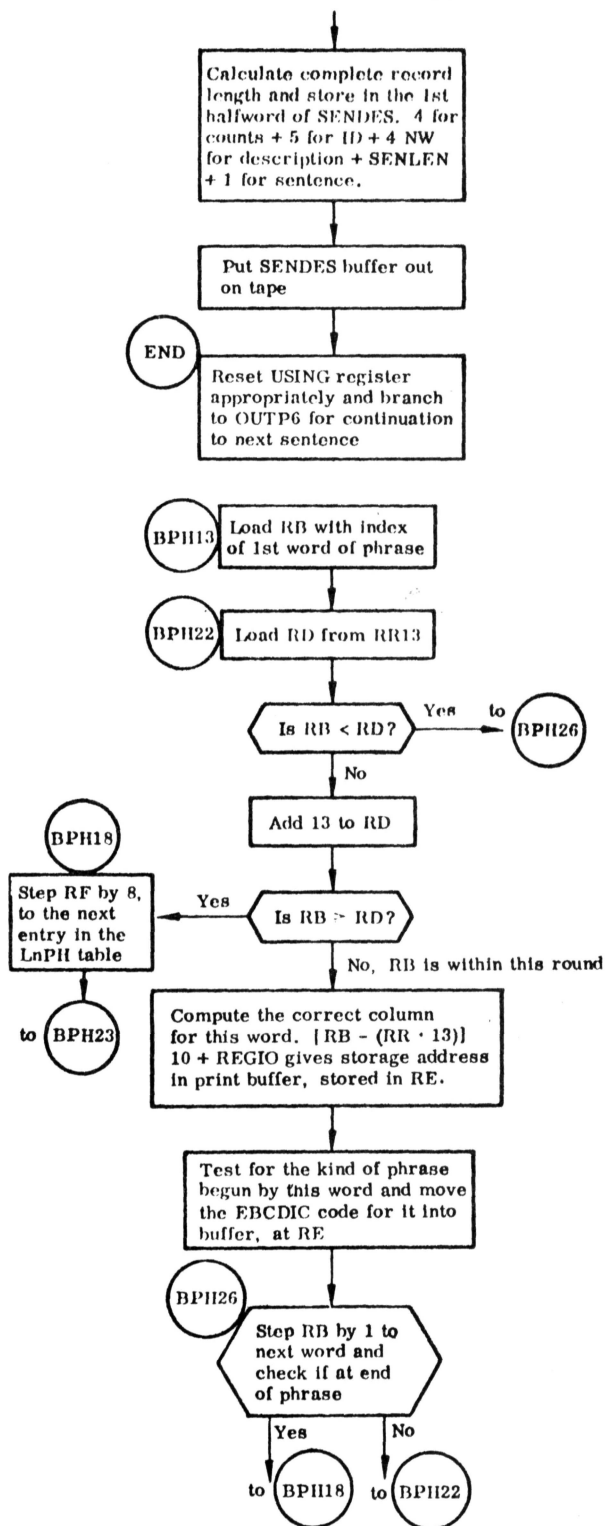 Calculate complete record
length and store in the 1st
halfword of SENDES. 4 for
counts + 5 for ID + 4 NW
for description + SENLEN
+ 1 for sentence.
Put SENDES buffer out
on tape
END
Reset USING register
appropriately and branch
to OUTP6 for continuation
to next sentence
BPH13
Load RB with index
of 1st word of phrase
BPH22
Load RD from RR13
Is RB < RD?
Yes
to
BPH26
No
Add 13 to RD
BPH18
Step RF by 8,
to the next
entry in the
LnPH table
Yes
Is RB > RD?
to
BPH23
No, RB is within this round
Compute the correct column
for this word. [RB - (RR · 13)]
10 + REGIO gives storage address
in print buffer, stored in RE.
Test for the kind of phrase
begun by this word and move
the EBCDIC code for it into
buffer, at RE
BPH26
Step RB by 1 to
next word and
check if at end
of phrase
Yes
No
to
BPH18
to
BPH22